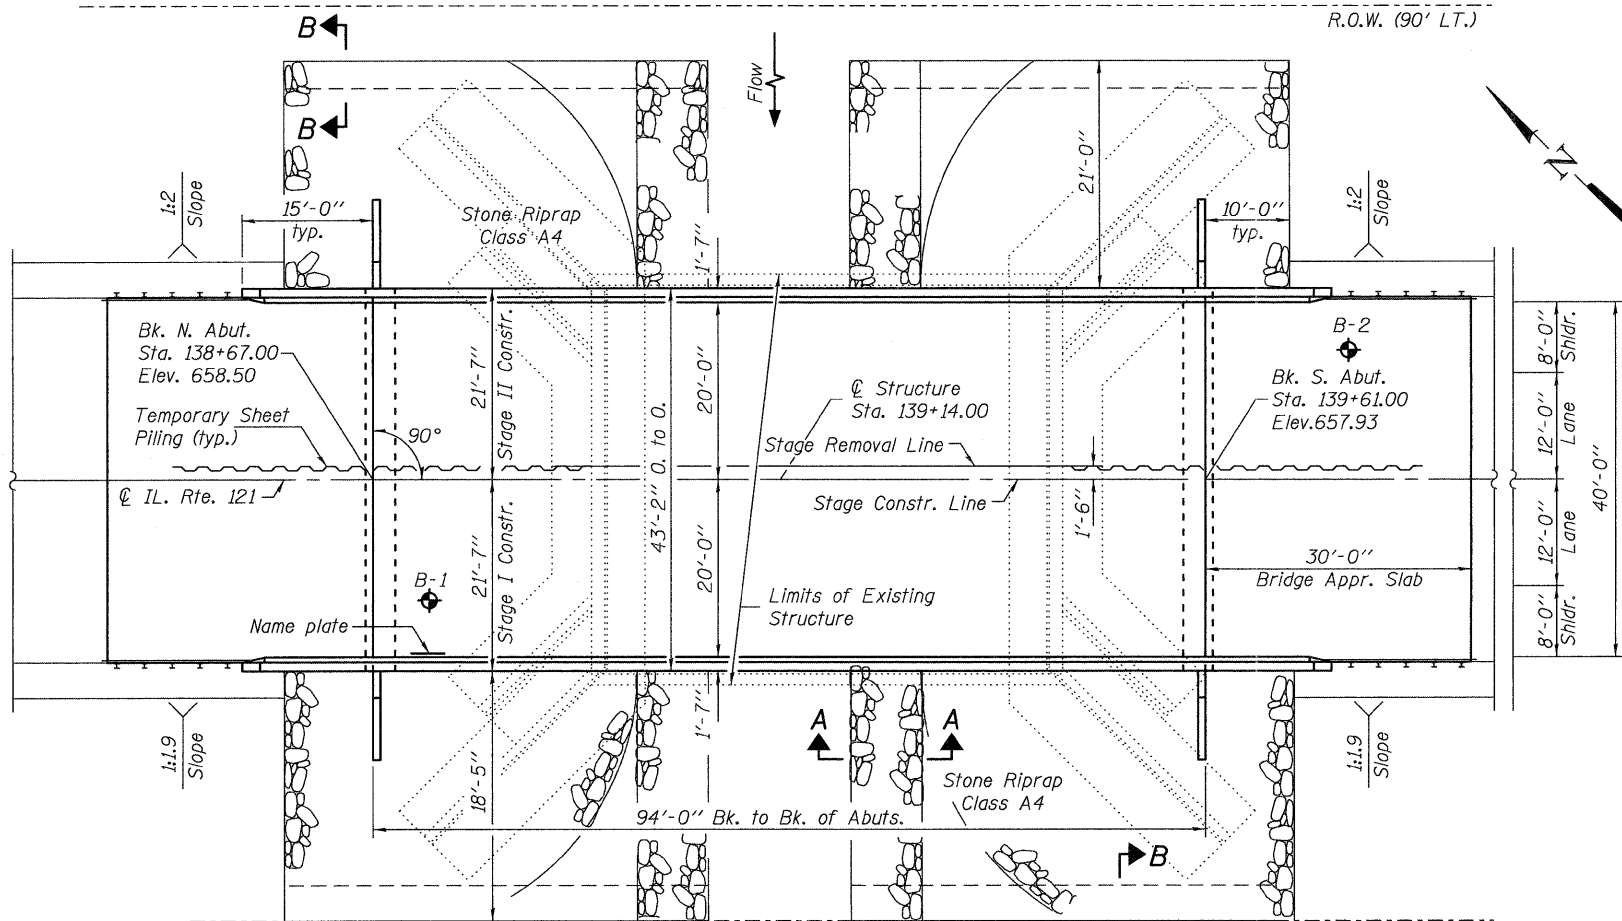 R.O.W. (90' LT.)
B
B
Flow
N
1:2
Slope
15'-0"
typ.
Stone Riprap
Class A4
1'-7"
21'-0"
10'-0"
typ.
1:2
Slope
Bk. N. Abut.
Sta. 138+67.00
Elev. 658.50
Temporary Sheet
Piling (typ.)
90°
21'-7"
Stage II Constr.
43'-2" O. to O.
20'-0"
℄ Structure
Sta. 139+14.00
Stage Removal Line
B-2
Bk. S. Abut.
Sta. 139+61.00
Elev.657.93
8'-0"
Shldr.
12'-0"
Lane
40'-0"
℄ IL. Rte. 121
Stage Constr. Line
1'-6"
21'-7"
Stage I Constr.
20'-0"
B-1
Name plate
Limits of Existing
Structure
30'-0"
Bridge Appr. Slab
12'-0"
Lane
8'-0"
Shldr.
1:1.9
Slope
18'-5"
1'-7"
A
A
Stone Riprap
Class A4
1:1.9
Slope
94'-0" Bk. to Bk. of Abuts.
B